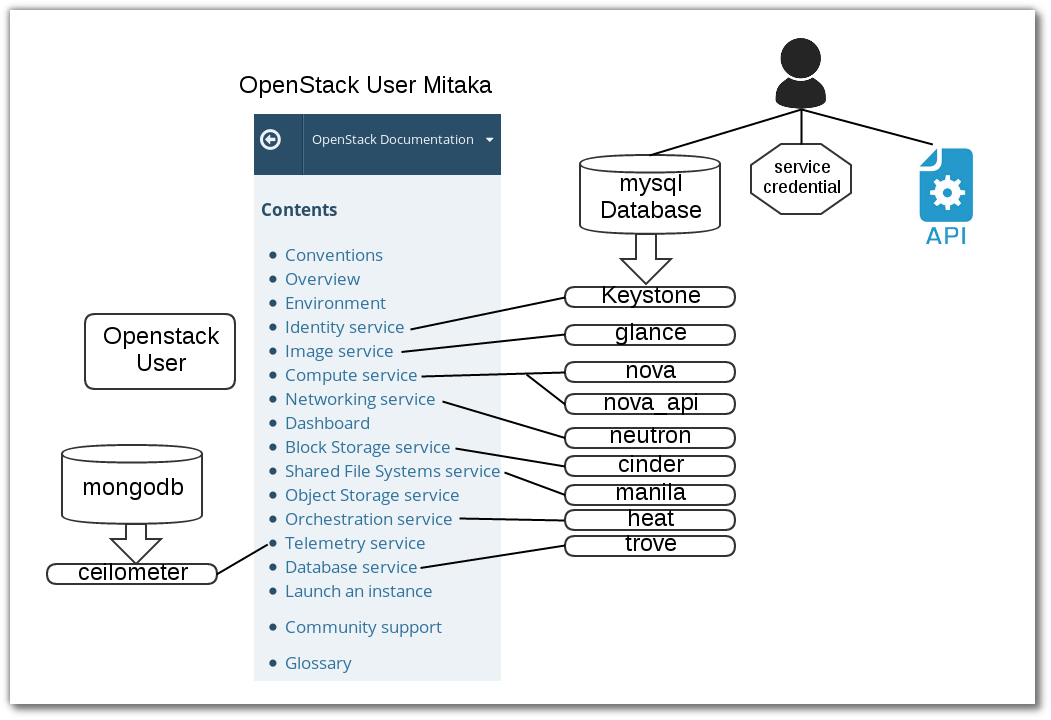 OpenStack User Mitaka
OpenStack Documentation
Contents
Conventions
Overview
Environment
Identity service
Image service
Compute service
Networking service
Dashboard
Block Storage service
Shared File Systems service
Object Storage service
Orchestration service
Telemetry service
Database service
Launch an instance
Community support
Glossary
Openstack
User
mongodb
ceilometer
mysql
Database
service
credential
API
Keystone
glance
nova
nova_api
neutron
cinder
manila
heat
trove